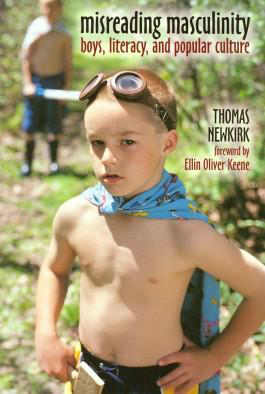 misreading masculinity
boys, literacy, and popular culture
THOMAS
NEWKIRK
foreword by
Ellin Oliver Keene